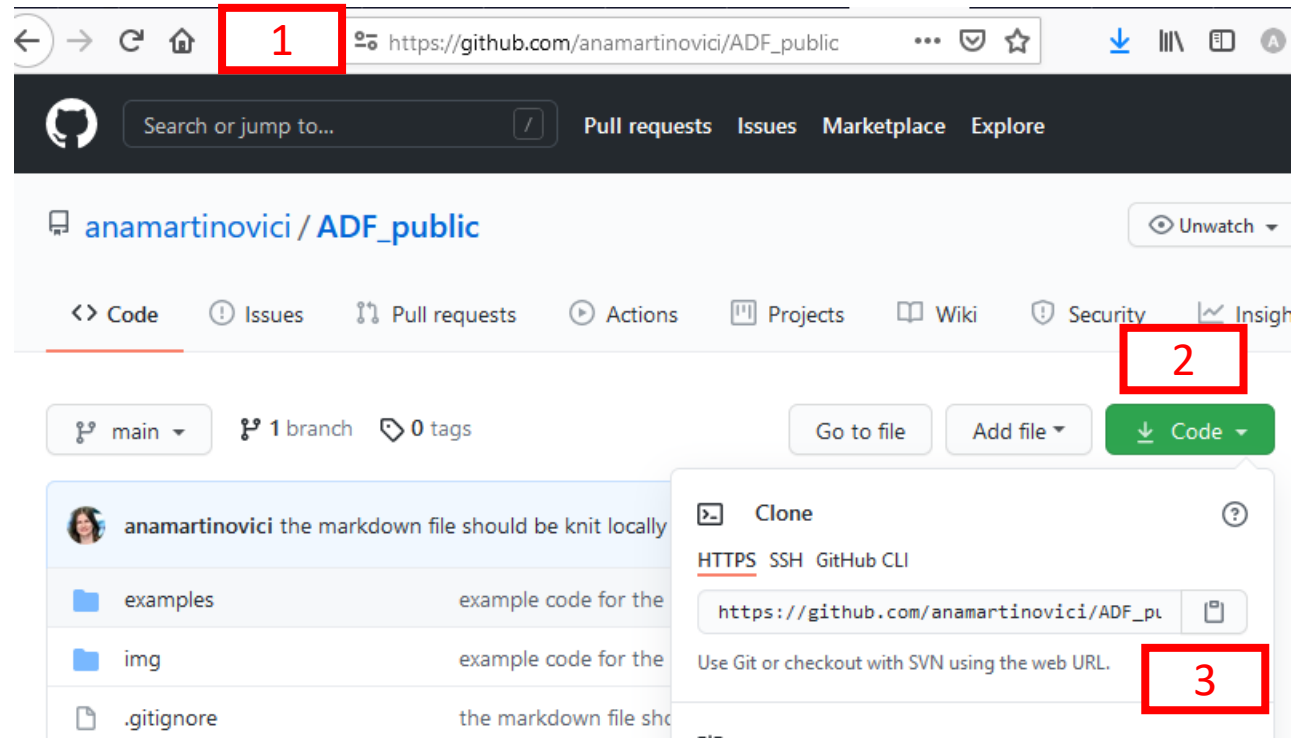 1
https://github.com/anamartinovici/ADF_public
A
Search or jump to...
/
Pull requests Issues Marketplace Explore
anamartinovici / ADF_public
Unwatch
<> Code Issues Pull requests Actions Projects Wiki Security Insigh
2
main 1 branch 0 tags Go to file Add file Code
anamartinovici the markdown file should be knit locally
Clone
?
HTTPS SSH GitHub CLI
examples example code for the
https://github.com/anamartinovici/ADF_pu
img example code for the
Use Git or checkout with SVN using the web URL.
3
.gitignore the markdown file sho